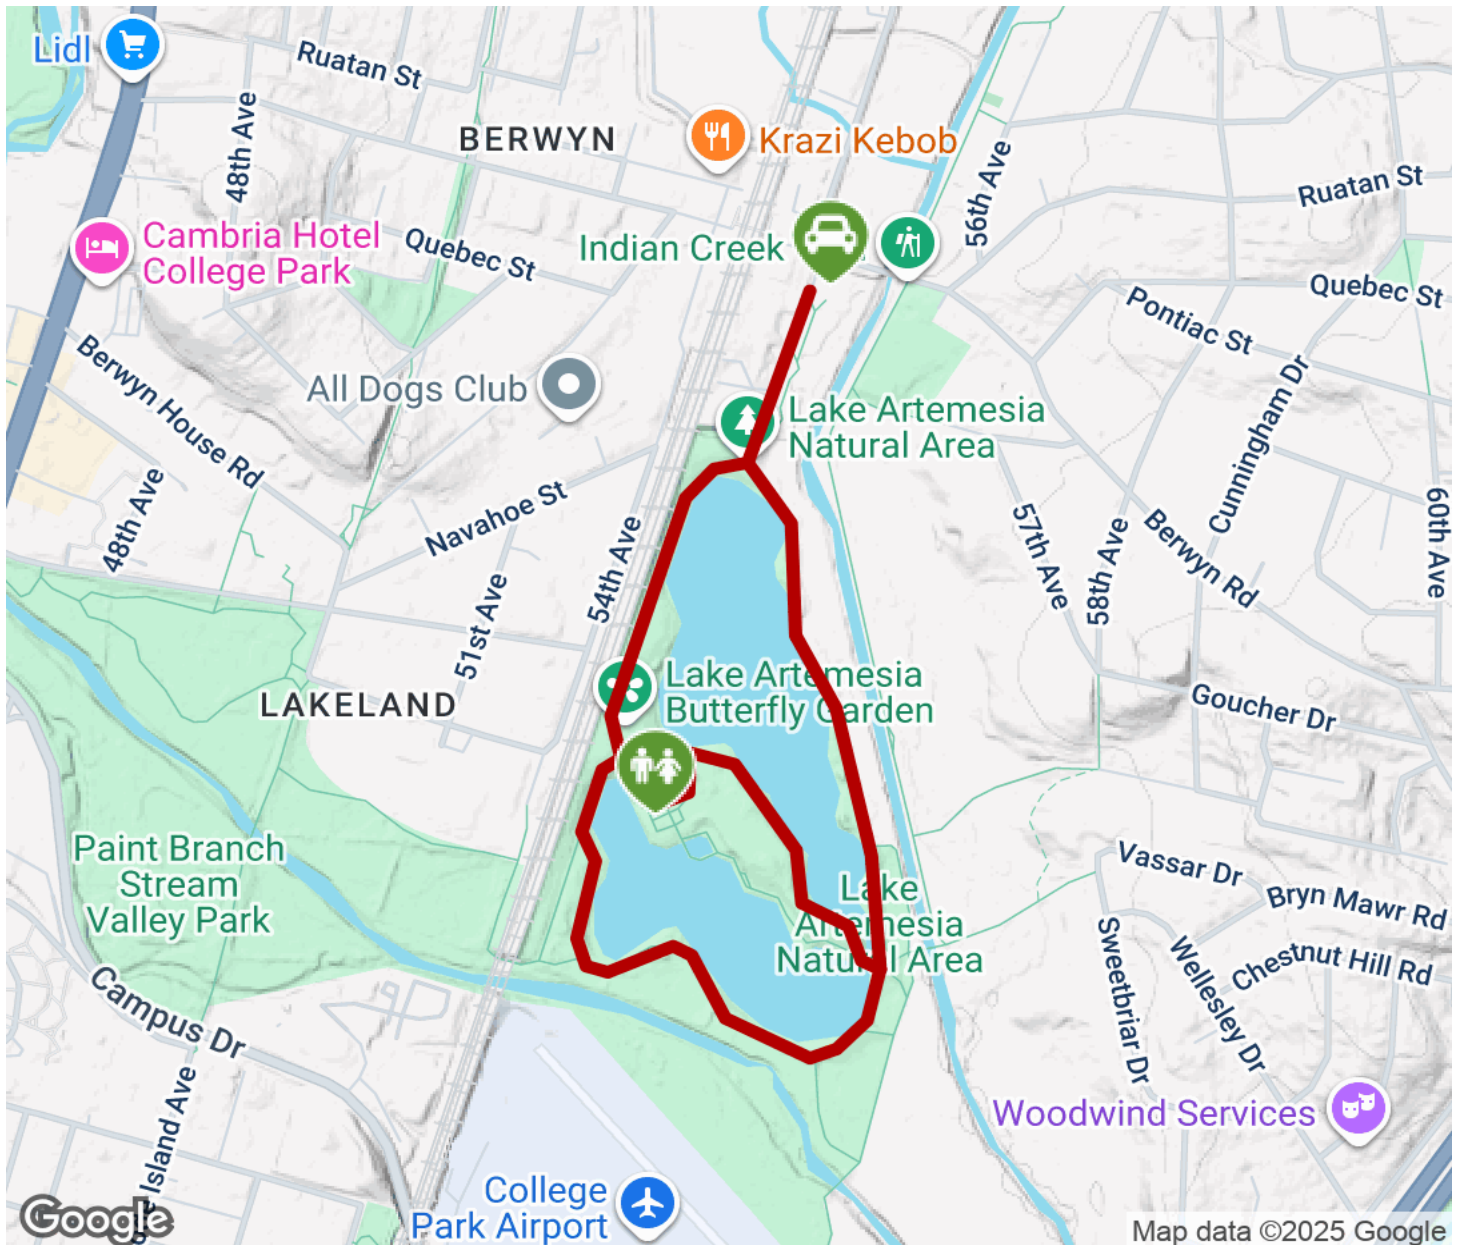 Lidl
Ruatan St
48th Ave
BERWYN
Krazi Kebob
56th Ave
Ruatan St
Cambria Hotel
College Park
Quebec St
Indian Creek
Quebec St
Pontiac St
Berwyn House Rd
All Dogs Club
Lake Artemesia
Natural Area
Cunningham Dr
48th Ave
Navahoe St
54th Ave
57th Ave
58th Ave
Berwyn Rd
60th Ave
51st Ave
LAKELAND
Lake Artemesia
Butterfly Garden
Goucher Dr
Paint Branch
Stream
Valley Park
Lake
Artemesia
Natural Area
Vassar Dr
Bryn Mawr Rd
Sweetbriar Dr
Wellesley Dr
Chestnut Hill Rd
Campus Dr
Island Ave
Woodwind Services
College
Park Airport
Google
Map data ©2025 Google